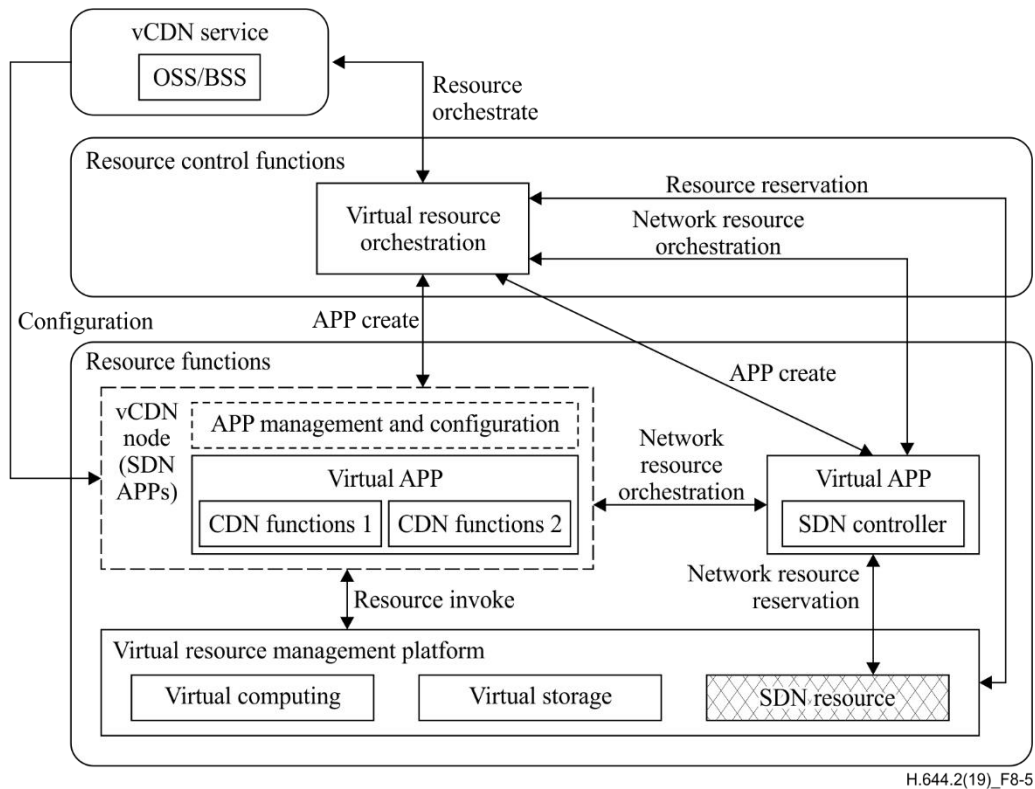 vCDN service
OSS/BSS
Resource
orchestrate
Resource control functions
Resource reservation
Virtual resource
orchestration
Network resource
orchestration
Configuration
APP create
Resource functions
APP create
vCDN
node
(SDN
APPs)
APP management and configuration
Virtual APP
CDN functions 1
CDN functions 2
Network
resource
orchestration
Virtual APP
SDN controller
Network resource
reservation
Resource invoke
Virtual resource management platform
Virtual computing
Virtual storage
SDN resource
H.644.2(19)_F8-5